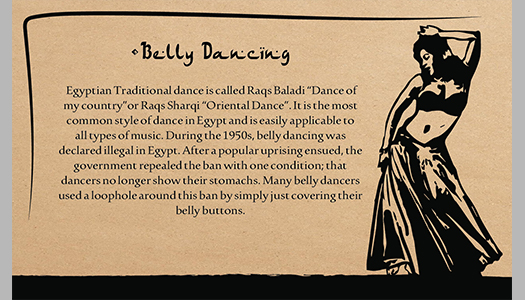 Belly Dancing
Egyptian Traditional dance is called Raqs Baladi “Dance of
my country”or Raqs Sharqi “Oriental Dance”. It is the most
common style of dance in Egypt and is easily applicable to
all types of music. During the 1950s, belly dancing was
declared illegal in Egypt. After a popular uprising ensued, the
government repealed the ban with one condition; that
dancers no longer show their stomachs. Many belly dancers
used a loophole around this ban by simply just covering their
belly buttons.